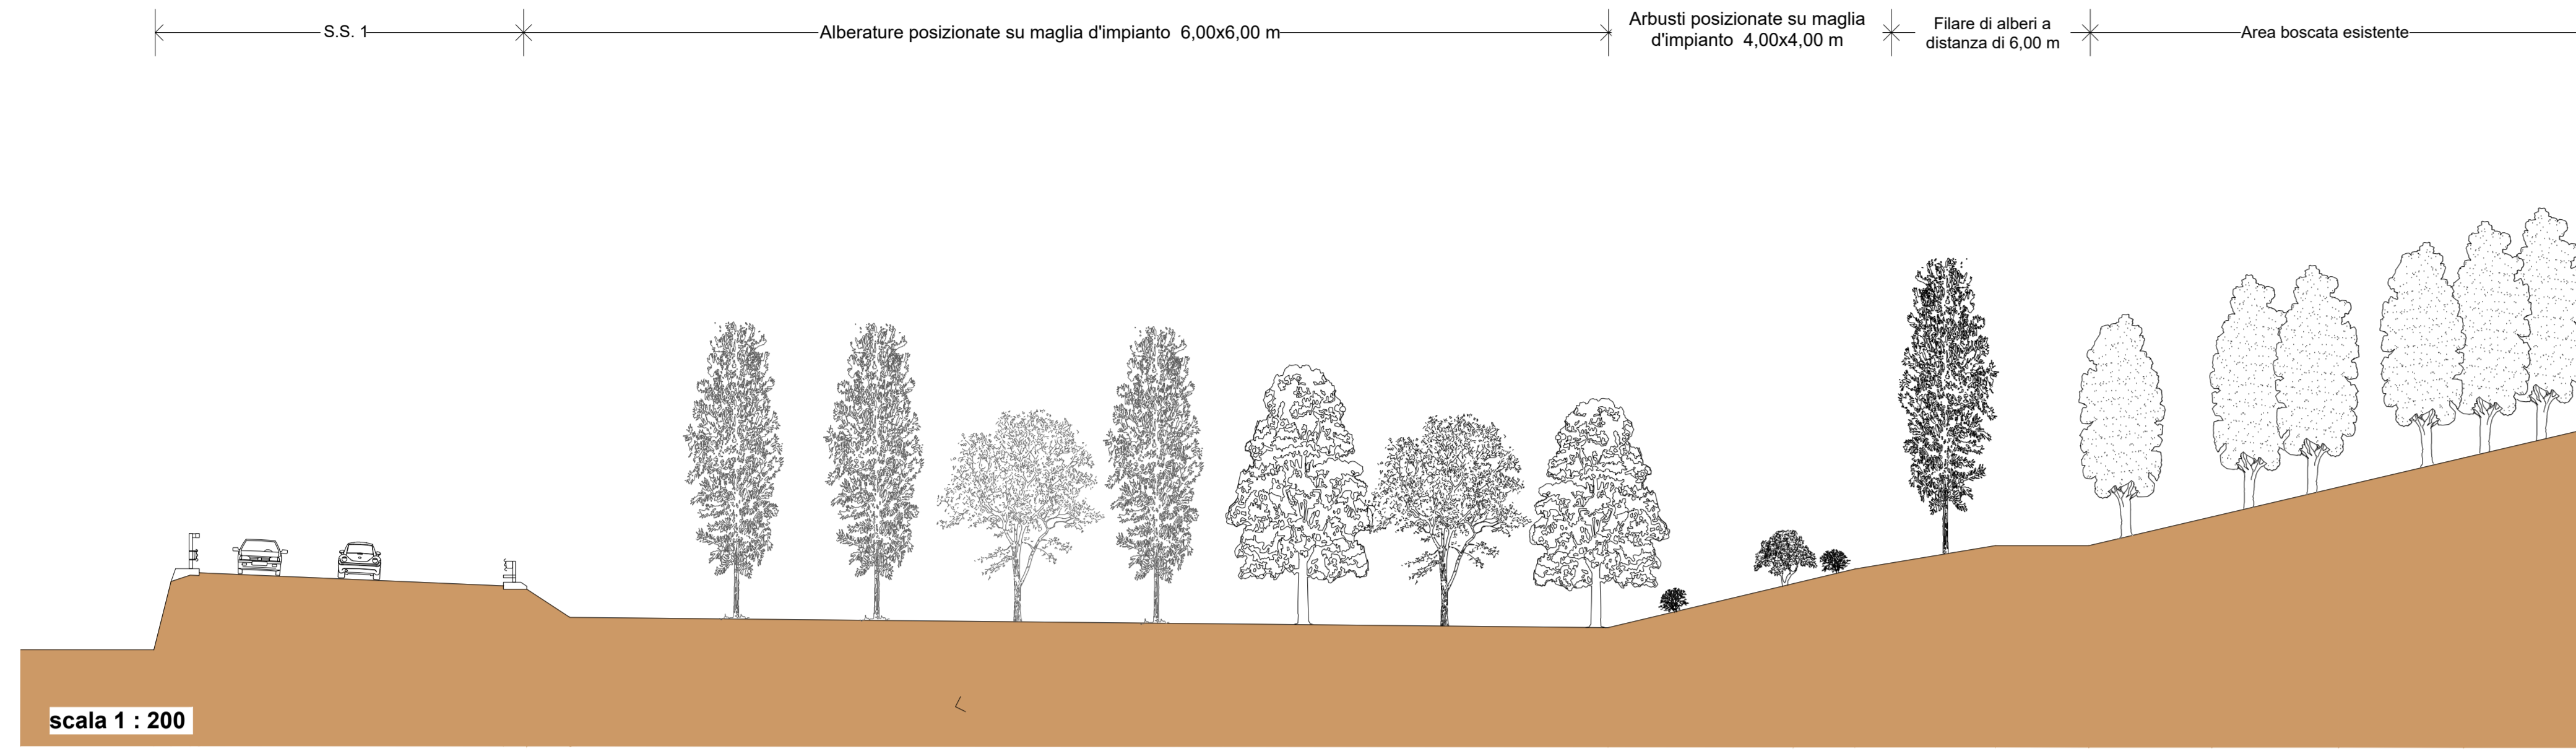 S.S. 1
Alberature posizionate su maglia d'impianto 6,00x6,00 m
Arbusti posizionate su maglia
d'impianto 4,00x4,00 m
Filare di alberi a
distanza di 6,00 m
Area boscata esistente
scala 1 : 200